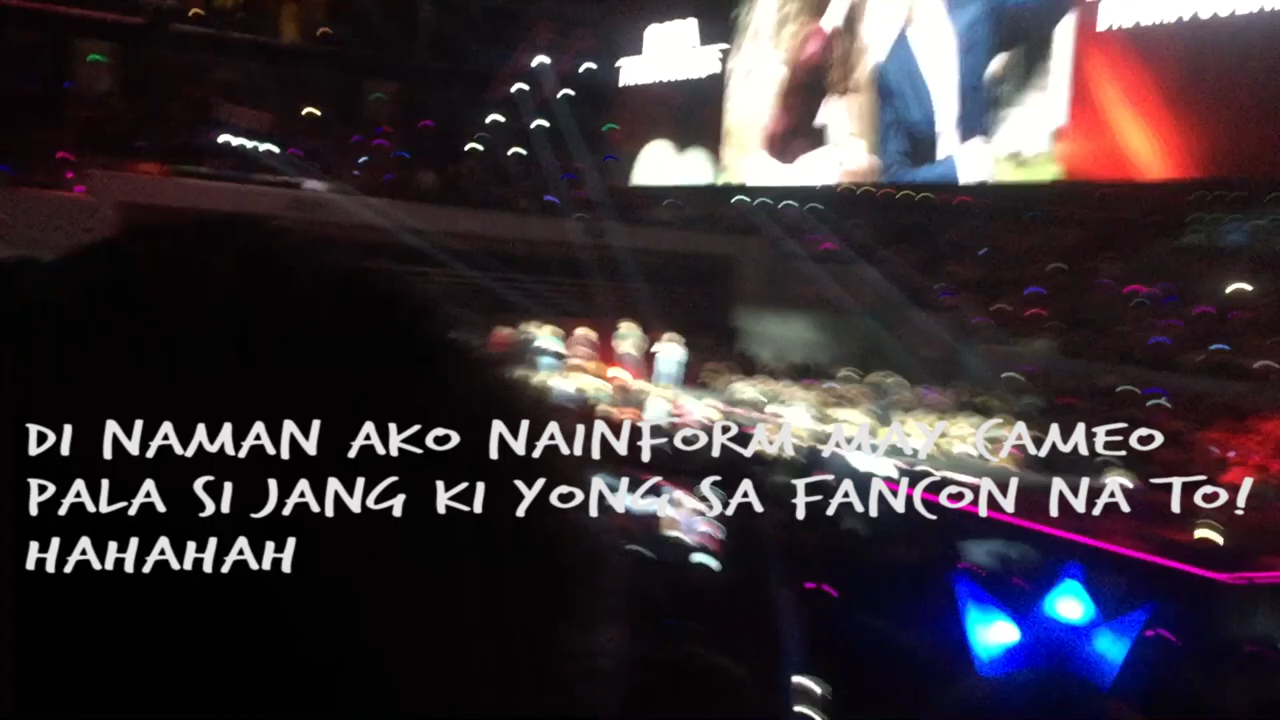 DI NAMAN AKO NAINFORM MAY CAMEO
PALA SI JANG KI YONG SA FANCON NA TO!
HAHAHAH